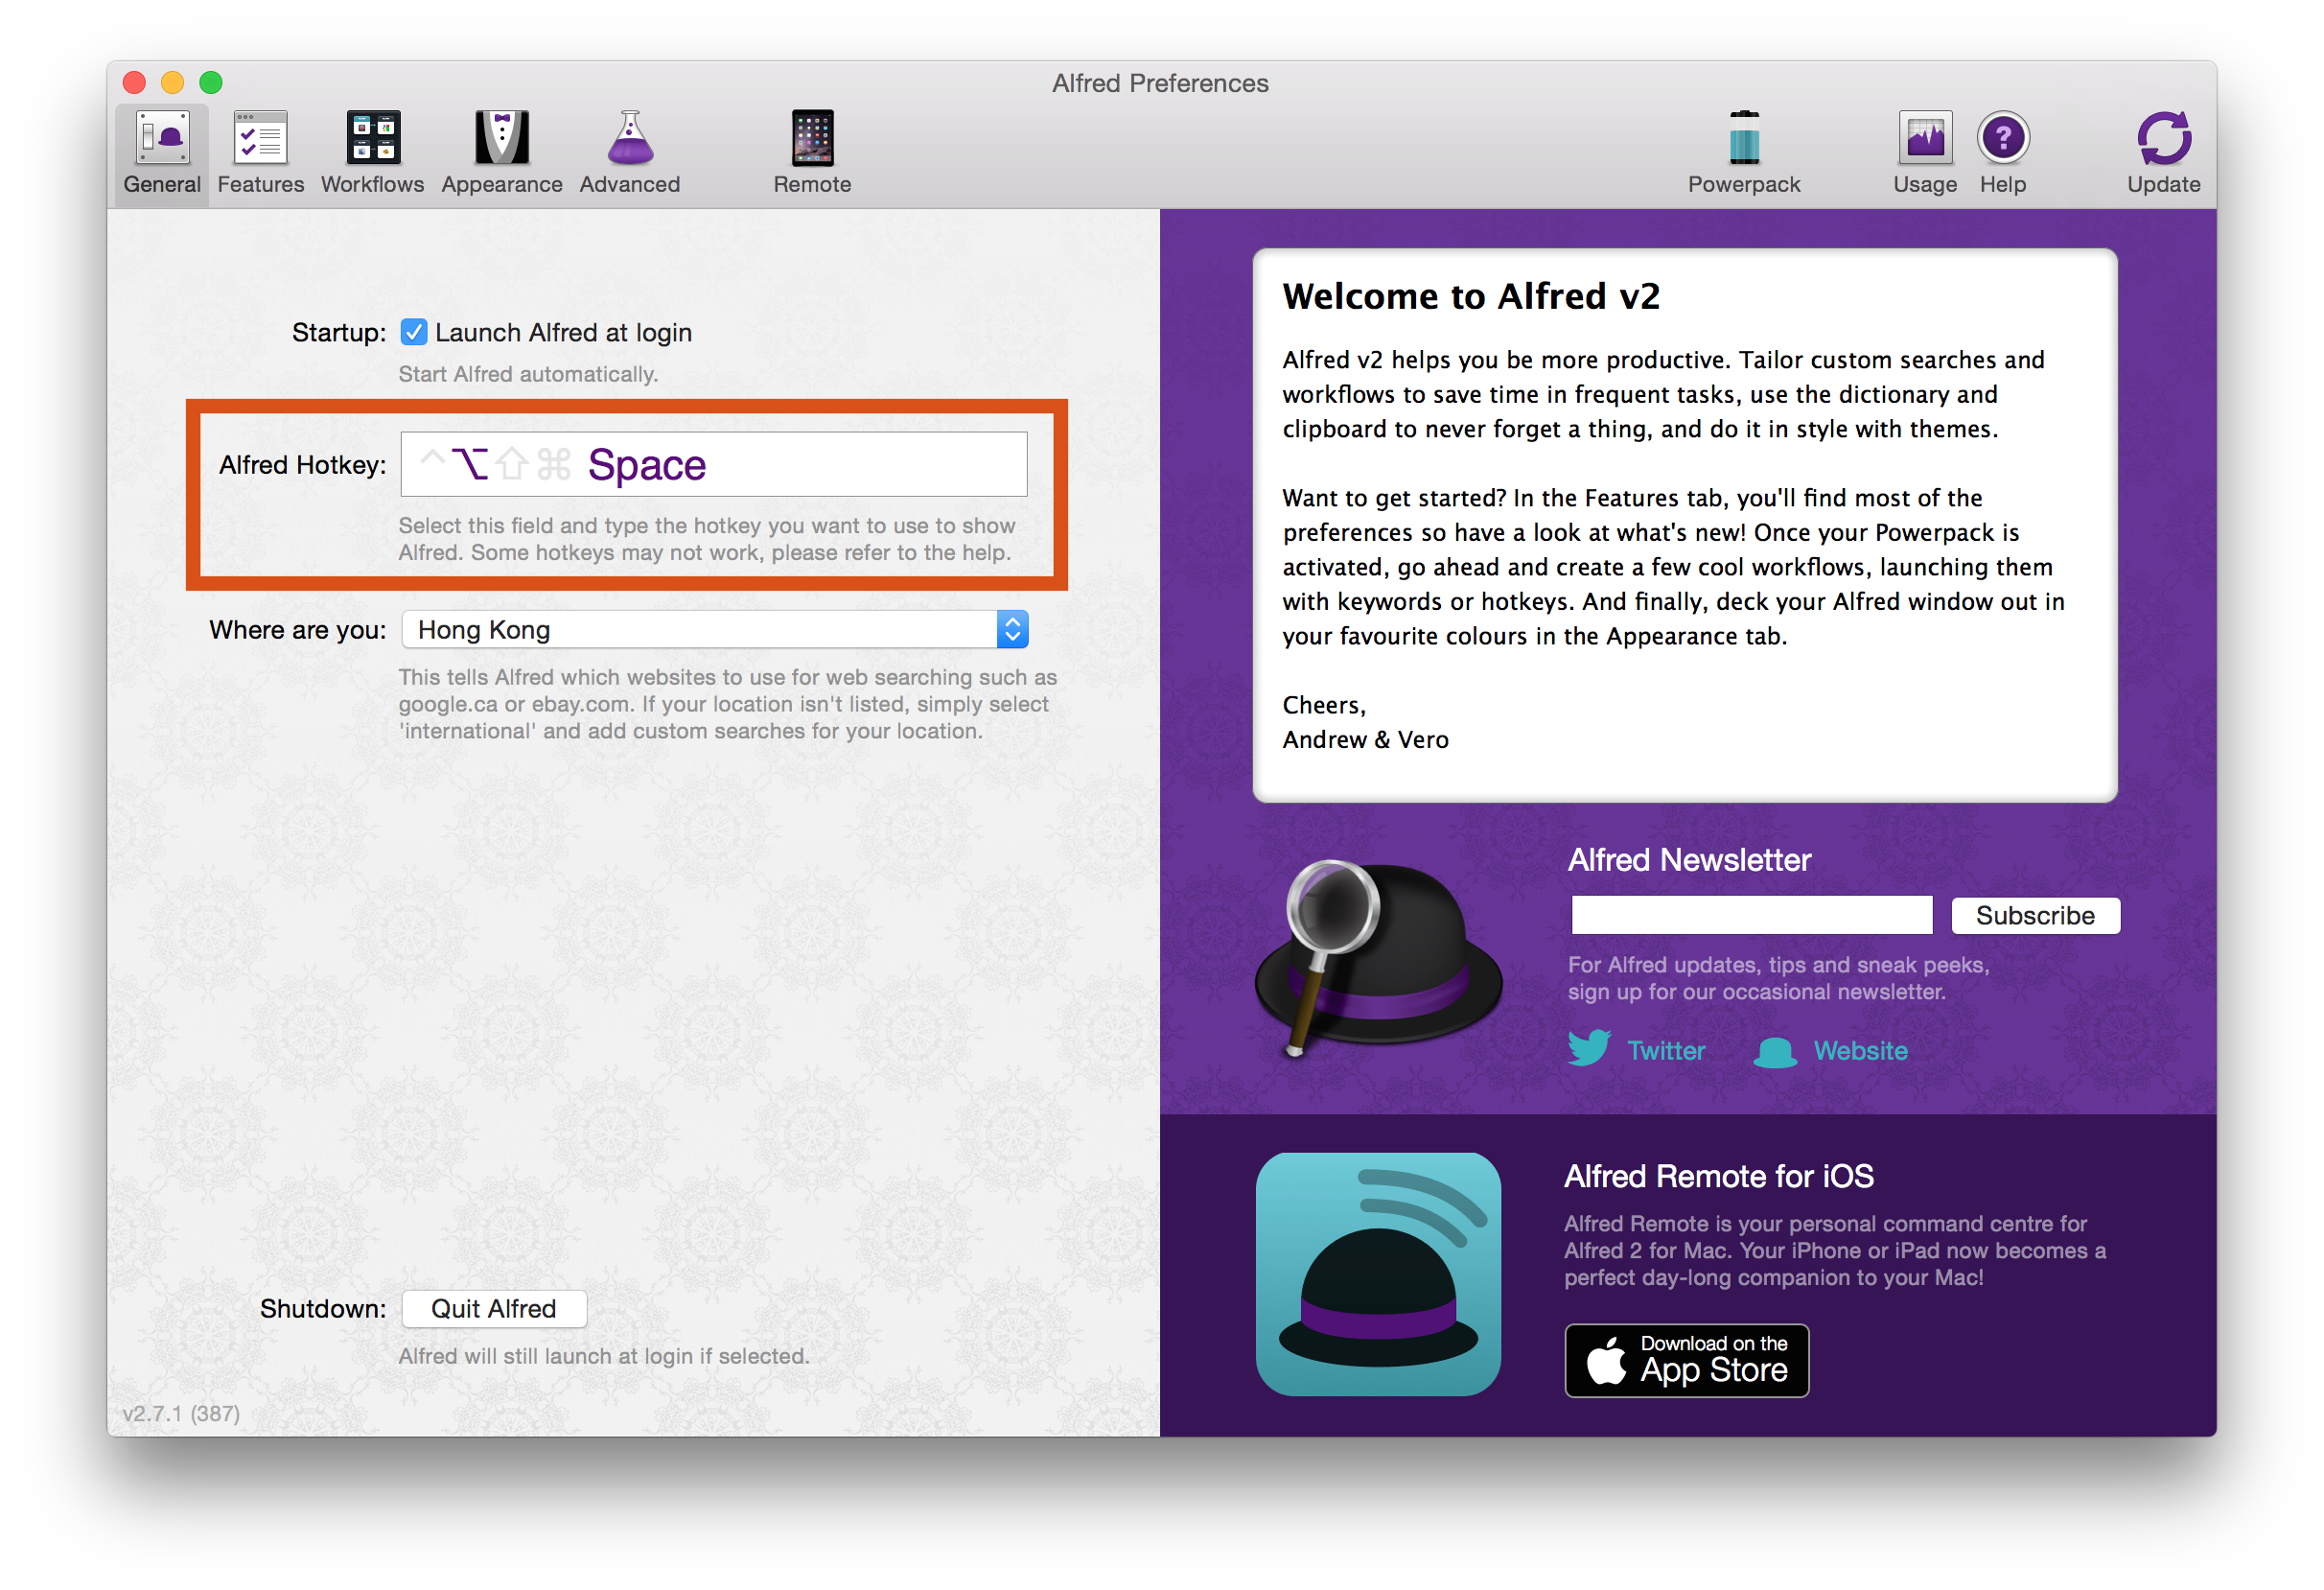 Alfred Preferences
General Features Workflows Appearance Advanced Remote Powerpack Usage Help Update
Startup: Launch Alfred at login
Start Alfred automatically.
Alfred Hotkey: ^⌥⇧⌘ Space
Select this field and type the hotkey you want to use to show
Alfred. Some hotkeys may not work, please refer to the help.
Where are you: Hong Kong
This tells Alfred which websites to use for web searching such as
google.ca or ebay.com. If your location isn't listed, simply select
'international' and add custom searches for your location.
Shutdown: Quit Alfred
Alfred will still launch at login if selected.
v2.7.1 (387)
Welcome to Alfred v2
Alfred v2 helps you be more productive. Tailor custom searches and
workflows to save time in frequent tasks, use the dictionary and
clipboard to never forget a thing, and do it in style with themes.
Want to get started? In the Features tab, you'll find most of the
preferences so have a look at what's new! Once your Powerpack is
activated, go ahead and create a few cool workflows, launching them
with keywords or hotkeys. And finally, deck your Alfred window out in
your favourite colours in the Appearance tab.
Cheers,
Andrew & Vero
Alfred Newsletter
Subscribe
For Alfred updates, tips and sneak peeks,
sign up for our occasional newsletter.
Twitter Website
Alfred Remote for iOS
Alfred Remote is your personal command centre for
Alfred 2 for Mac. Your iPhone or iPad now becomes a
perfect day-long companion to your Mac!
Download on the
App Store